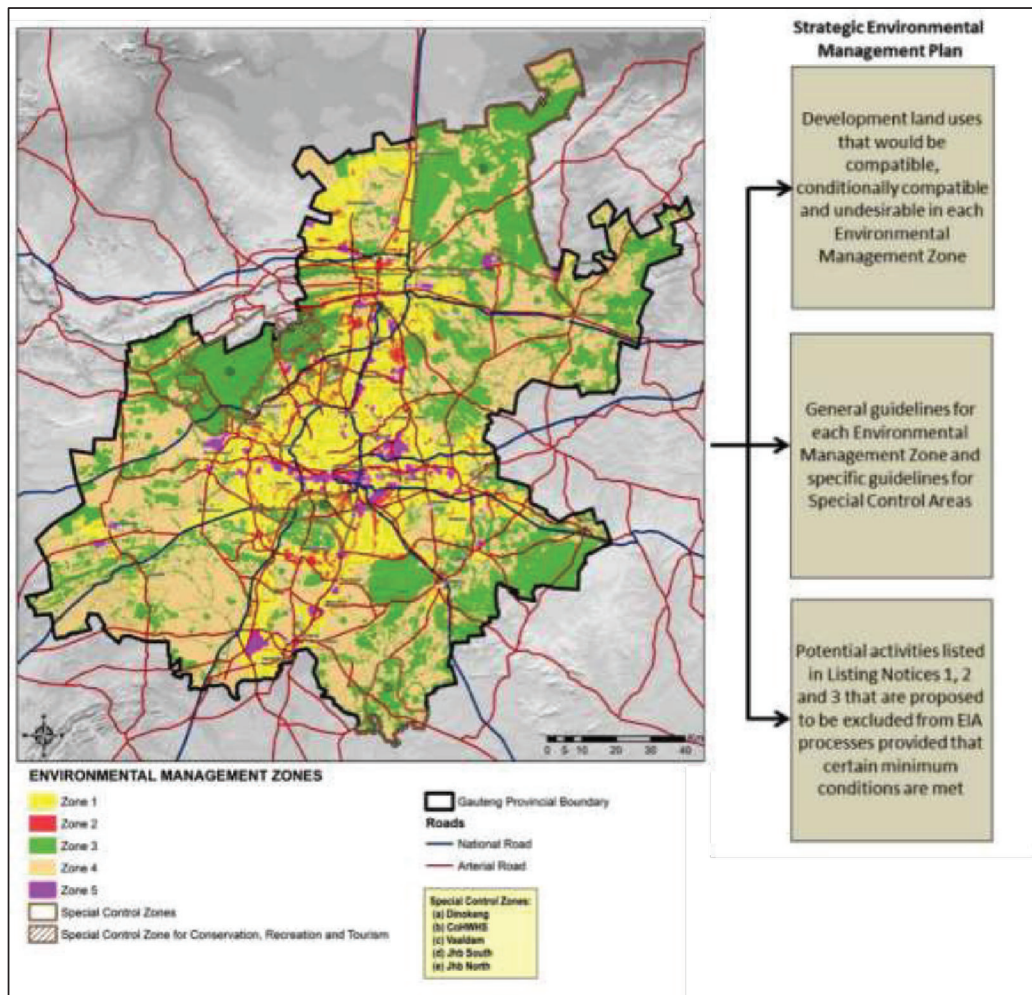 Strategic Environmental
Management Plan
Development land uses
that would be
compatible,
conditionally compatible
and undesirable in each
Environmental
Management Zone
General guidelines for
each Environmental
Management Zone and
specific guidelines for
Special Control Areas
Potential activities listed
in Listing Notices 1, 2
and 3 that are proposed
to be excluded from EIA
processes provided that
certain minimum
conditions are met
0 5 10 20 30 40
ENVIRONMENTAL MANAGEMENT ZONES
Zone 1
Zone 2
Zone 3
Zone 4
Zone 5
Special Control Zones
Special Control Zone for Conservation, Recreation and Tourism
Gauteng Provincial Boundary
Roads
National Road
Arterial Road
Special Control Zones:
(a) Dinokeng
(b) CoHWHS
(c) Vaaldam
(d) Jhb South
(e) Jhb North